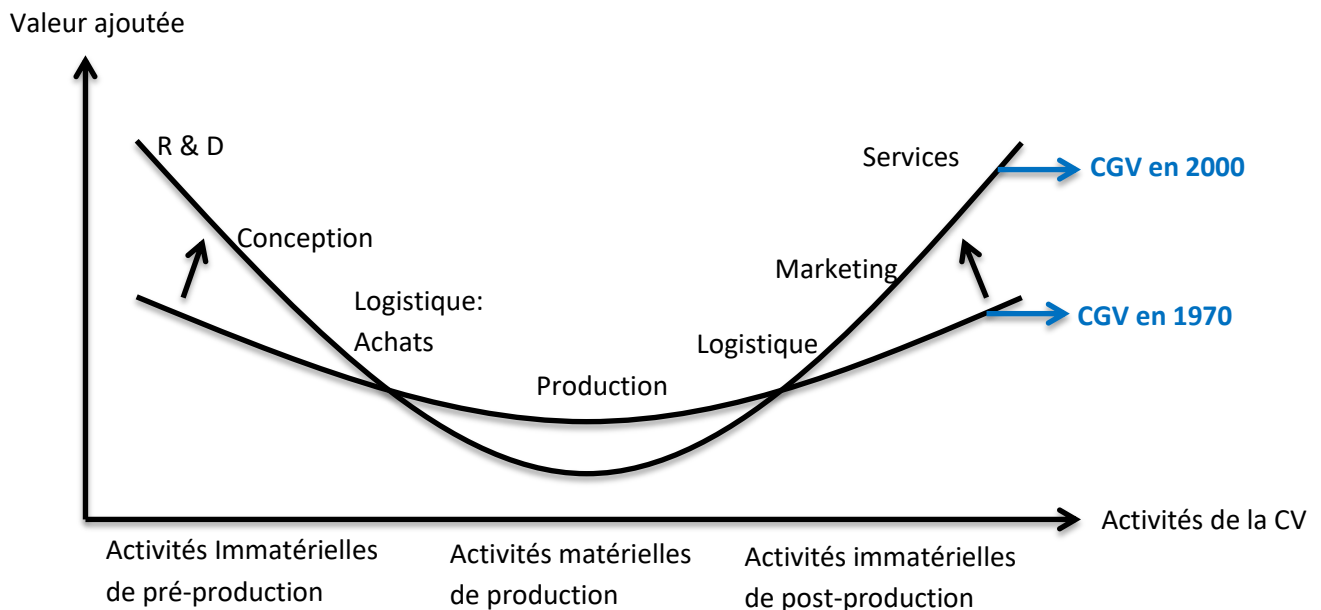 Valeur ajoutée
R & D
Services
CGV en 2000
Conception
Marketing
Logistique:
Achats
CGV en 1970
Logistique
Production
Activités de la CV
Activités Immatérielles
de pré-production
Activités matérielles
de production
Activités immatérielles
de post-production